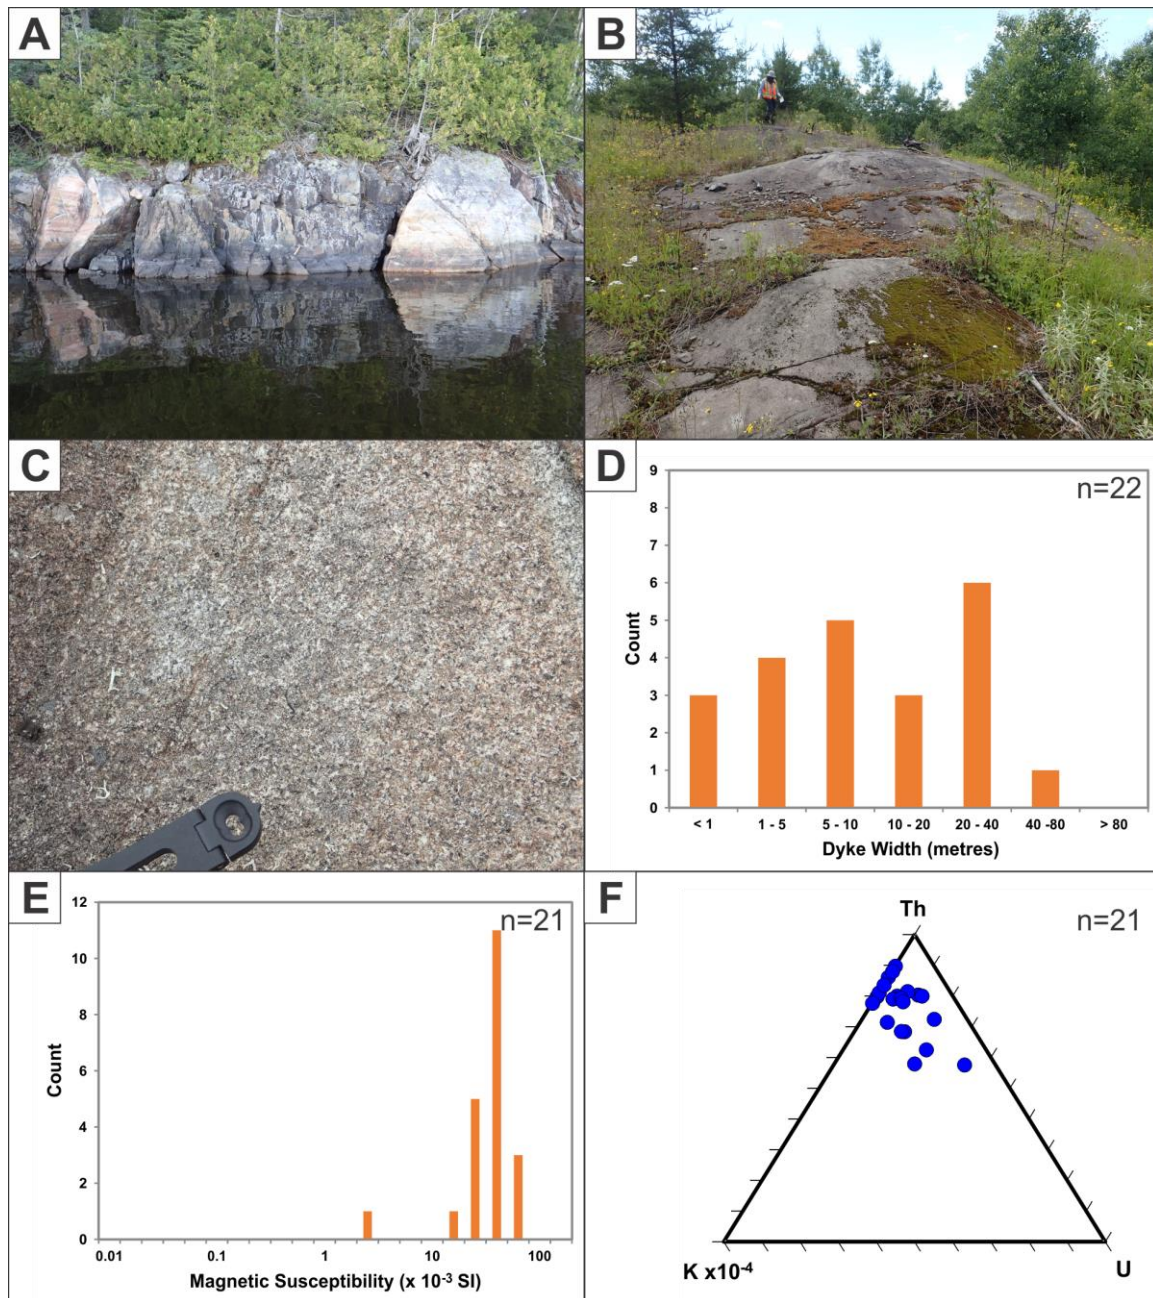 A
B
C
D
n=22
9
8
7
6
5
4
3
2
1
0
Count
< 1 1 - 5 5 - 10 10 - 20 20 - 40 40 -80 > 80
Dyke Width (metres)
E
n=21
12
10
8
6
4
2
0
Count
0.01 0.1 1 10 100
Magnetic Susceptibility (x 10⁻³ SI)
F
n=21
Th
K x10⁻⁴ U